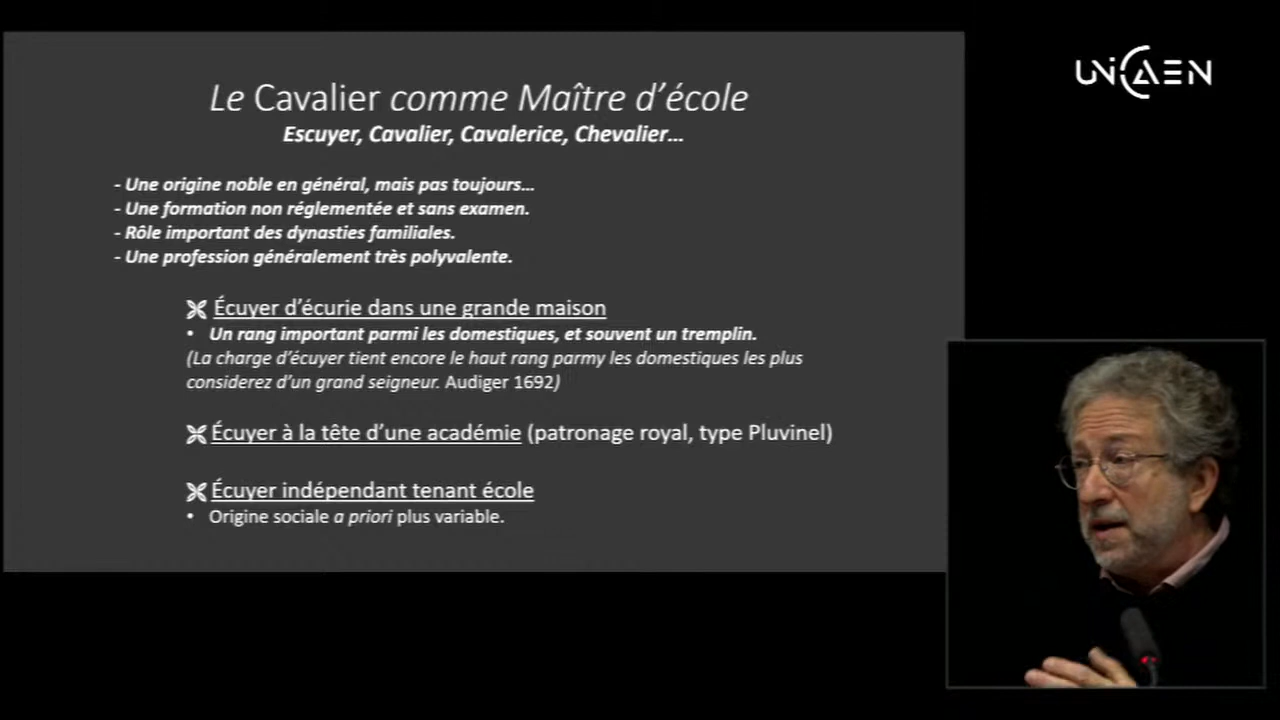 Le Cavalier comme Maître d'école
Escuyer, Cavalier, Cavalerice, Chevalier...
- Une origine noble en général, mais pas toujours...
- Une formation non réglementée et sans examen.
- Rôle important des dynasties familiales.
- Une profession généralement très polyvalente.
Écuyer d'écurie dans une grande maison
• Un rang important parmi les domestiques, et souvent un tremplin.
(La charge d'écuyer tient encore le haut rang parmy les domestiques les plus
considerez d'un grand seigneur. Audiger 1692)
Écuyer à la tête d'une académie (patronage royal, type Pluvinel)
Écuyer indépendant tenant école
• Origine sociale a priori plus variable.
UNICAEN